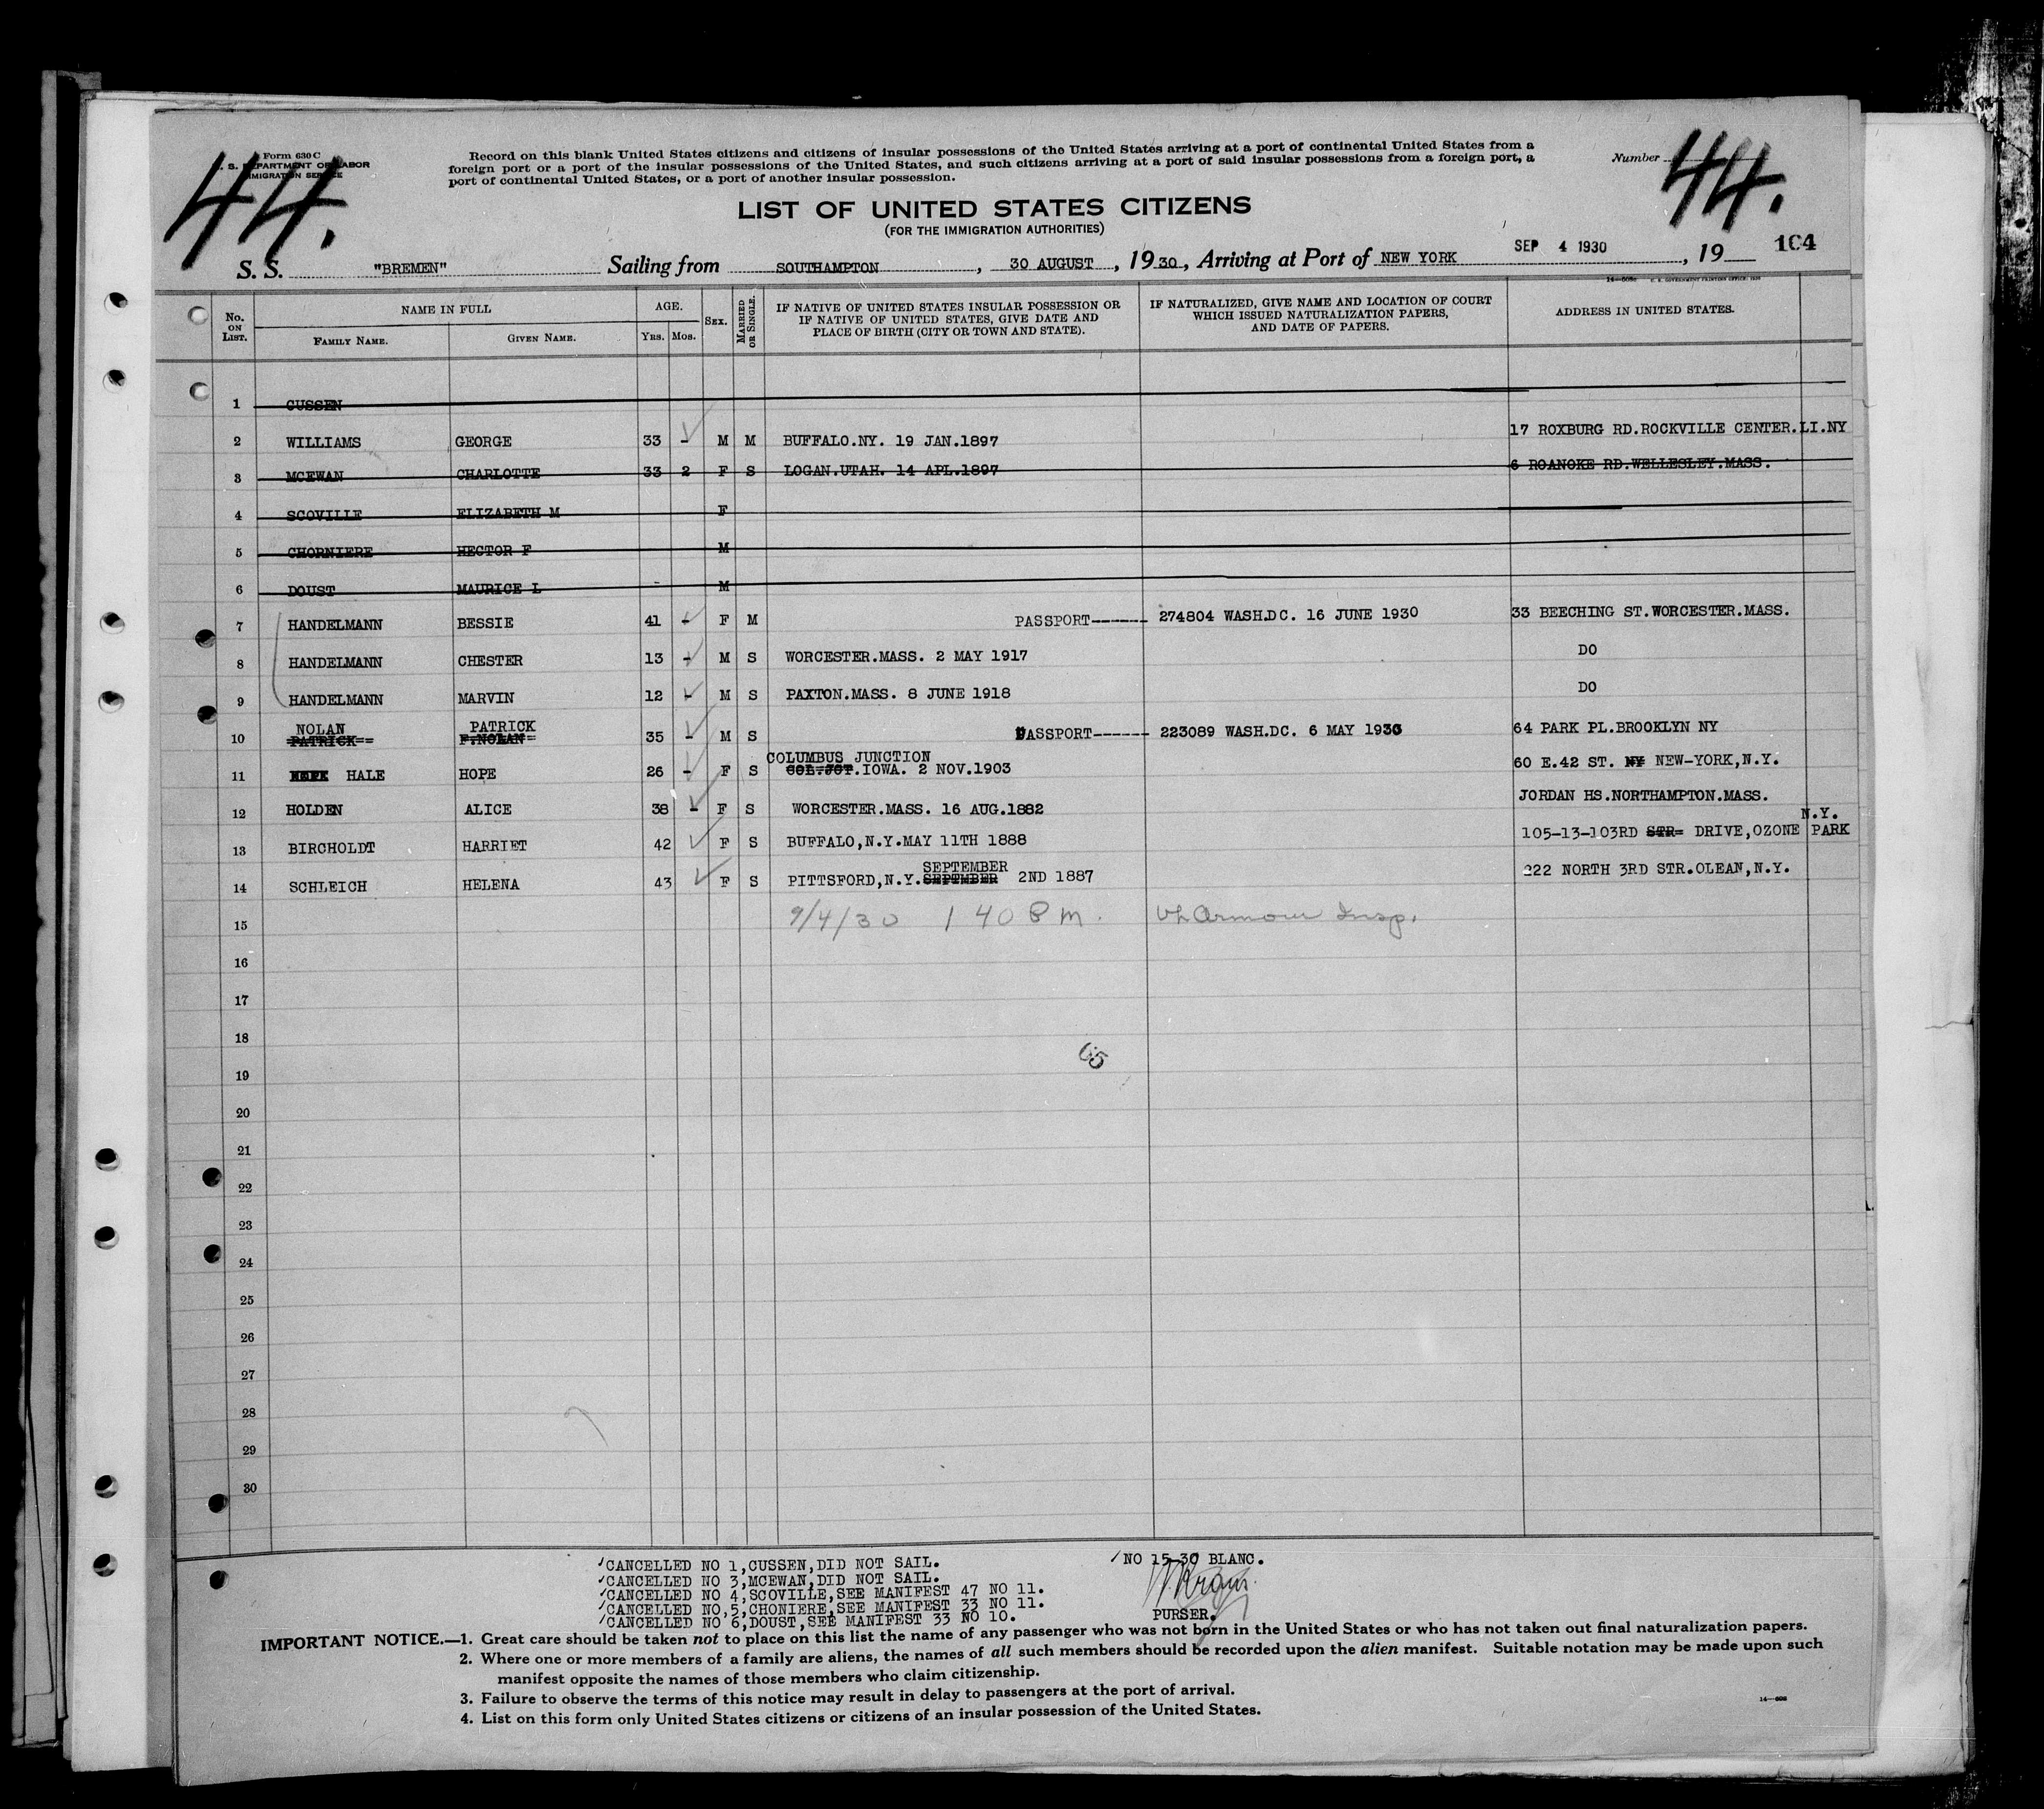 44.
Form 630 C
U. S. DEPARTMENT OF LABOR
IMMIGRATION SERVICE
Record on this blank United States citizens and citizens of insular possessions of the United States arriving at a port of continental United States from a
foreign port or a port of the insular possessions of the United States, and such citizens arriving at a port of said insular possessions from a foreign port, a
port of continental United States, or a port of another insular possession.
Number
44.
LIST OF UNITED STATES CITIZENS
(FOR THE IMMIGRATION AUTHORITIES)
S. S. "BREMEN" Sailing from SOUTHAMPTON, 30 AUGUST, 1930, Arriving at Port of NEW YORK SEP 4 1930, 19 104
No. ON LIST. NAME IN FULL FAMILY NAME. GIVEN NAME. AGE. YRS. MOS. SEX. MARRIED OR SINGLE. IF NATIVE OF UNITED STATES INSULAR POSSESSION OR IF NATIVE OF UNITED STATES, GIVE DATE AND PLACE OF BIRTH (CITY OR TOWN AND STATE). IF NATURALIZED, GIVE NAME AND LOCATION OF COURT WHICH ISSUED NATURALIZATION PAPERS, AND DATE OF PAPERS. ADDRESS IN UNITED STATES.
1 CUSSEN
2 WILLIAMS GEORGE 33 - M M BUFFALO.NY. 19 JAN.1897 17 ROXBURG RD.ROCKVILLE CENTER.LI.NY
3 MCEWAN CHARLOTTE 33 2 F S LOGAN.UTAH. 14 APL.1897 6 ROANOKE RD.WELLESLEY.MASS.
4 SCOVILLE ELIZABETH M F
5 CHORNIERE HECTOR F M
6 DOUST MAURICE L M
7 HANDELMANN BESSIE 41 - F M PASSPORT------ 274804 WASH.DC. 16 JUNE 1930 33 BEECHING ST.WORCESTER.MASS.
8 HANDELMANN CHESTER 13 - M S WORCESTER.MASS. 2 MAY 1917 DO
9 HANDELMANN MARVIN 12 - M S PAXTON.MASS. 8 JUNE 1918 DO
NOLAN PATRICK
10 PATRICK== F.NOLAN= 35 - M S PASSPORT------ 223089 WASH.DC. 6 MAY 1930 64 PARK PL.BROOKLYN NY
COLUMBUS JUNCTION
11 HOPE HALE HOPE 26 - F S COL.JCT.IOWA. 2 NOV.1903 60 E.42 ST. NY NEW-YORK,N.Y.
12 HOLDEN ALICE 38 - F S WORCESTER.MASS. 16 AUG.1882 JORDAN HS.NORTHAMPTON.MASS.
N.Y.
13 BIRCHOLDT HARRIET 42 F S BUFFALO,N.Y.MAY 11TH 1888 105-13-103RD STR= DRIVE,OZONE PARK
SEPTEMBER
14 SCHLEICH HELENA 43 F S PITTSFORD,N.Y.SEPTEMBER 2ND 1887 222 NORTH 3RD STR.OLEAN,N.Y.
15 9/4/30 1 40 P M. Armour Insp.
16
17
18
65
19
20
21
22
23
24
25
26
27
28
29
30
✓CANCELLED NO 1,CUSSEN,DID NOT SAIL.
✓CANCELLED NO 3,MCEWAN,DID NOT SAIL.
✓CANCELLED NO 4,SCOVILLE,SEE MANIFEST 47 NO 11.
✓CANCELLED NO,5,CHONIERE,SEE MANIFEST 33 NO 11.
✓CANCELLED NO 6,DOUST,SEE MANIFEST 33 NO 10.
✓NO 15-30 BLANC.
PURSER.
IMPORTANT NOTICE.—1. Great care should be taken not to place on this list the name of any passenger who was not born in the United States or who has not taken out final naturalization papers.
2. Where one or more members of a family are aliens, the names of all such members should be recorded upon the alien manifest. Suitable notation may be made upon such
manifest opposite the names of those members who claim citizenship.
3. Failure to observe the terms of this notice may result in delay to passengers at the port of arrival.
4. List on this form only United States citizens or citizens of an insular possession of the United States.